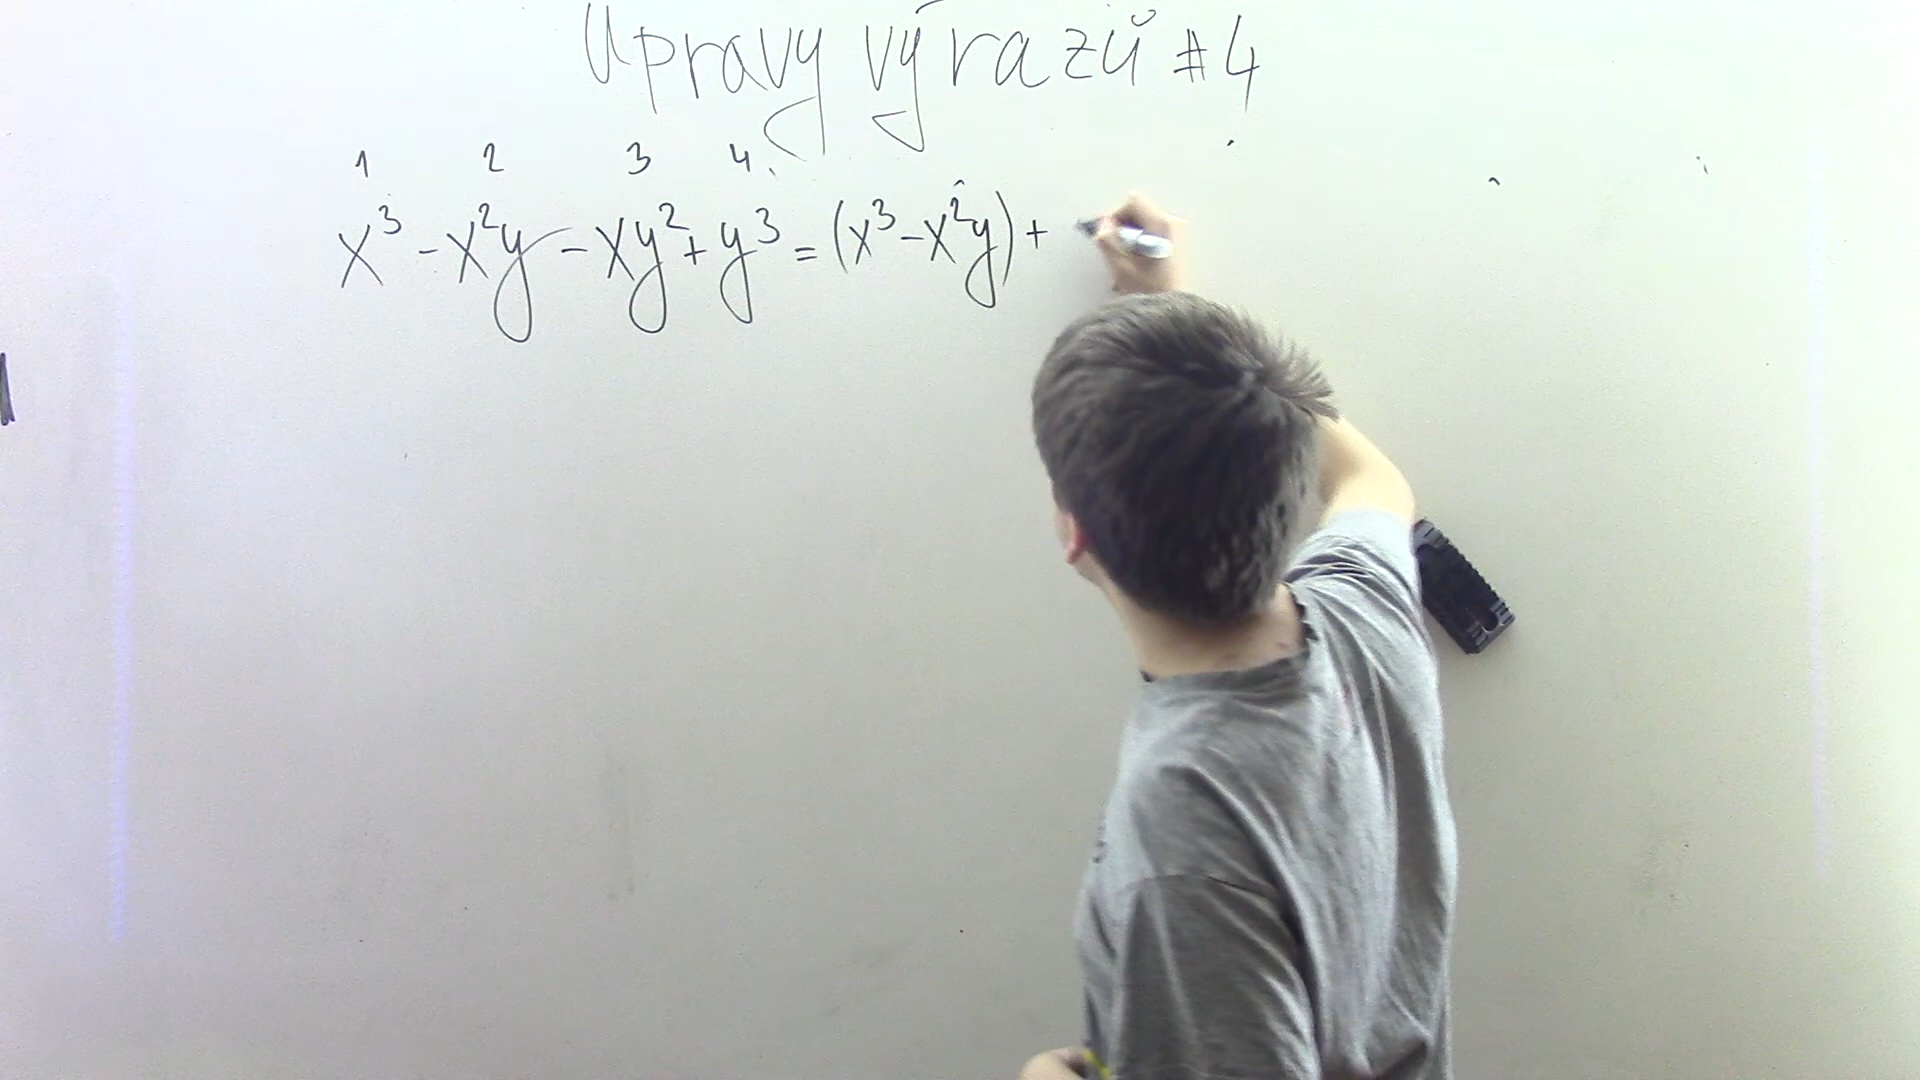 Úpravy výrazů #4
1 2 3 4
x³ - x²y - xy² + y³ = (x³ - x²y) +